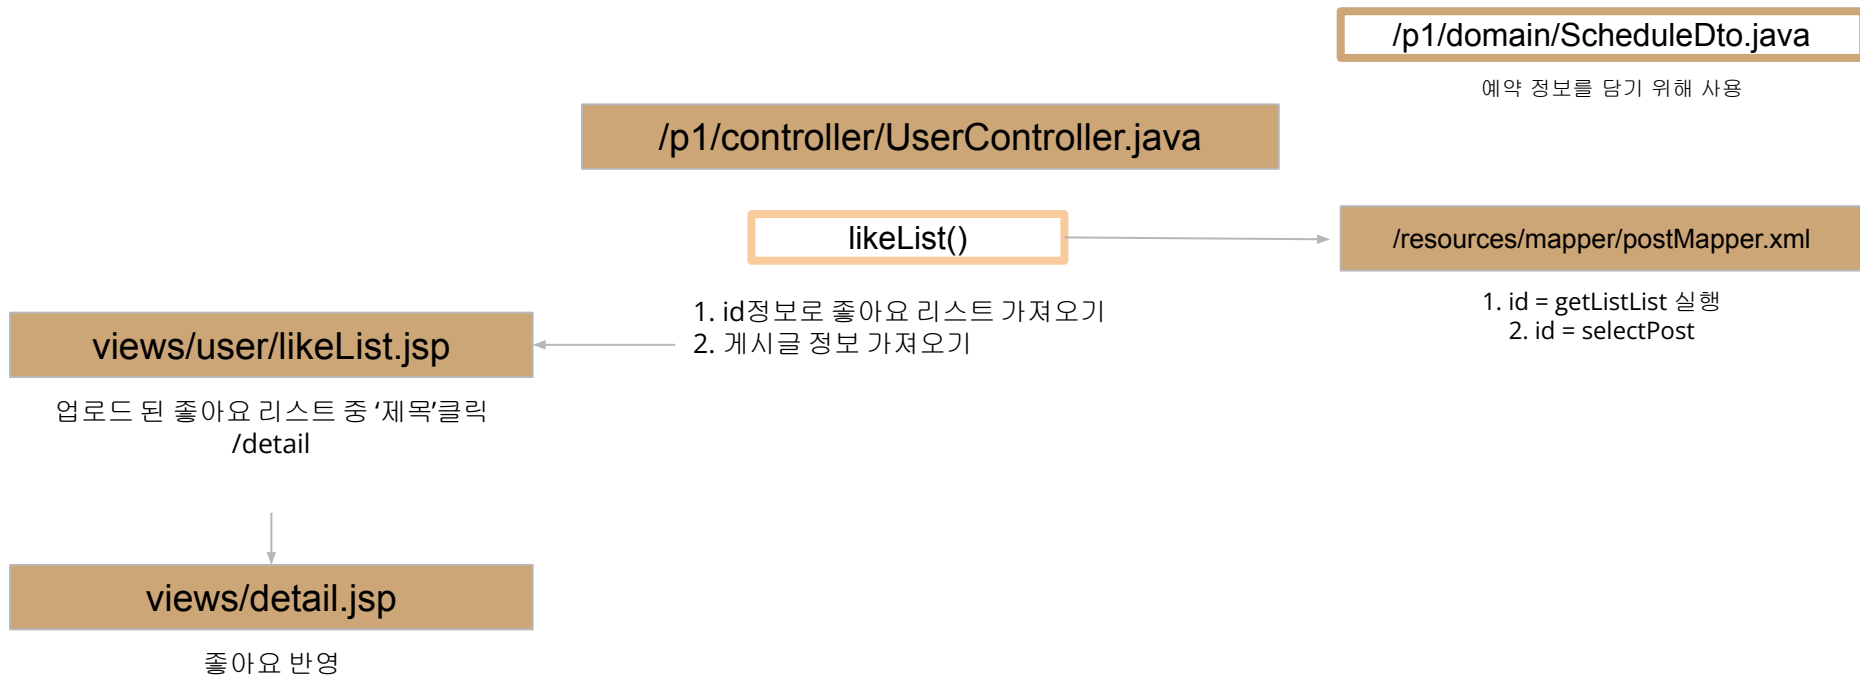 /p1/domain/ScheduleDto.java
예약 정보를 담기 위해 사용
/p1/controller/UserController.java
likeList()
/resources/mapper/postMapper.xml
1. id정보로 좋아요 리스트 가져오기
2. 게시글 정보 가져오기
1. id = getListList 실행
2. id = selectPost
views/user/likeList.jsp
업로드 된 좋아요 리스트 중 ‘제목’클릭
/detail
views/detail.jsp
좋아요 반영